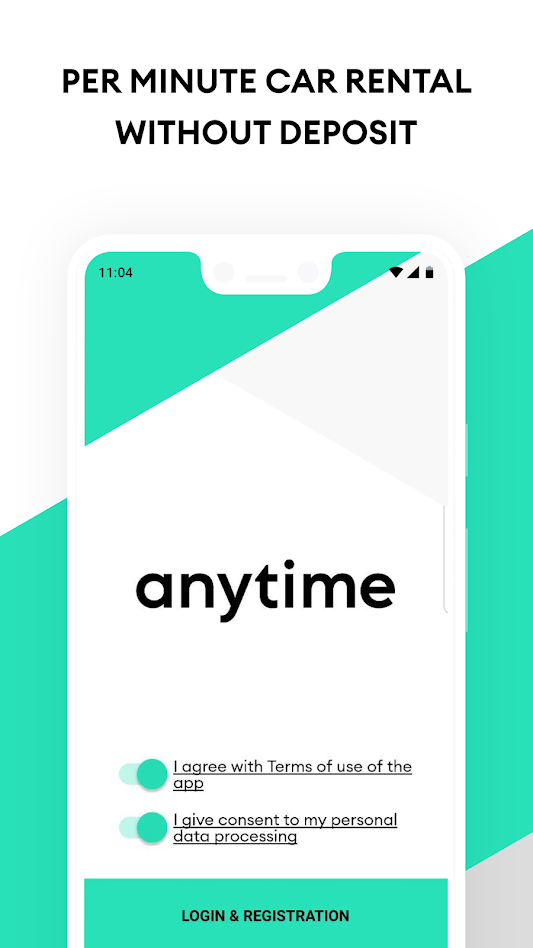 PER MINUTE CAR RENTAL
WITHOUT DEPOSIT
11:04
anytime
I agree with Terms of use of the
app
I give consent to my personal
data processing
LOGIN & REGISTRATION